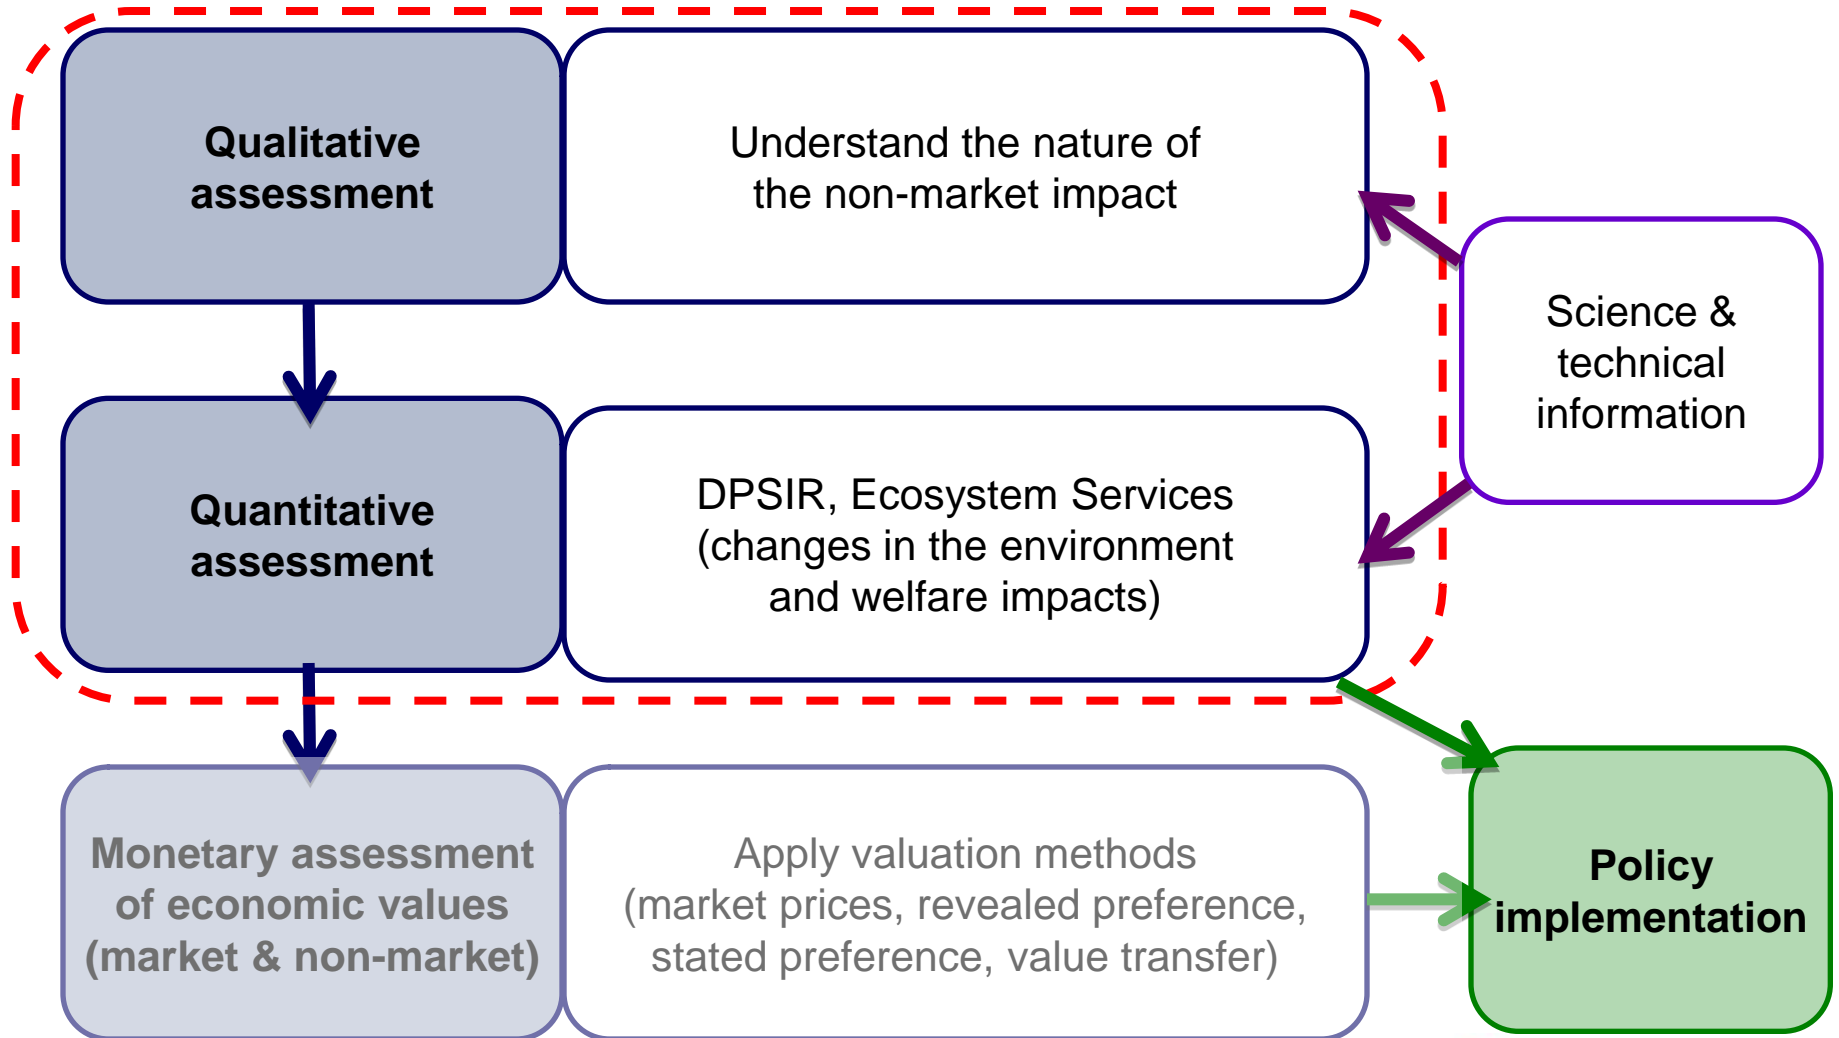 Qualitative
assessment
Understand the nature of
the non-market impact
Science &
technical
information
Quantitative
assessment
DPSIR, Ecosystem Services
(changes in the environment
and welfare impacts)
Monetary assessment
of economic values
(market & non-market)
Apply valuation methods
(market prices, revealed preference,
stated preference, value transfer)
Policy
implementation